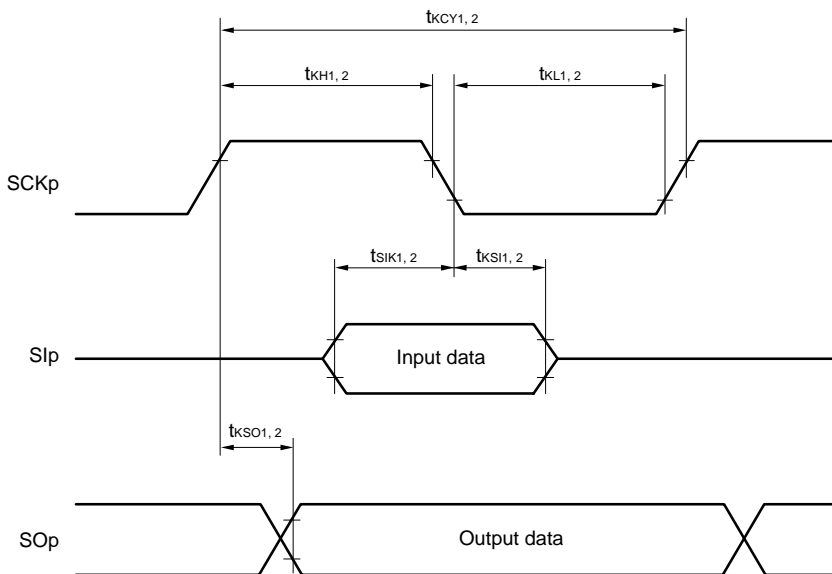 tKCY1, 2
tKH1, 2
tKL1, 2
SCKp
tSIK1, 2
tKSI1, 2
SIp
Input data
tKSO1, 2
SOp
Output data